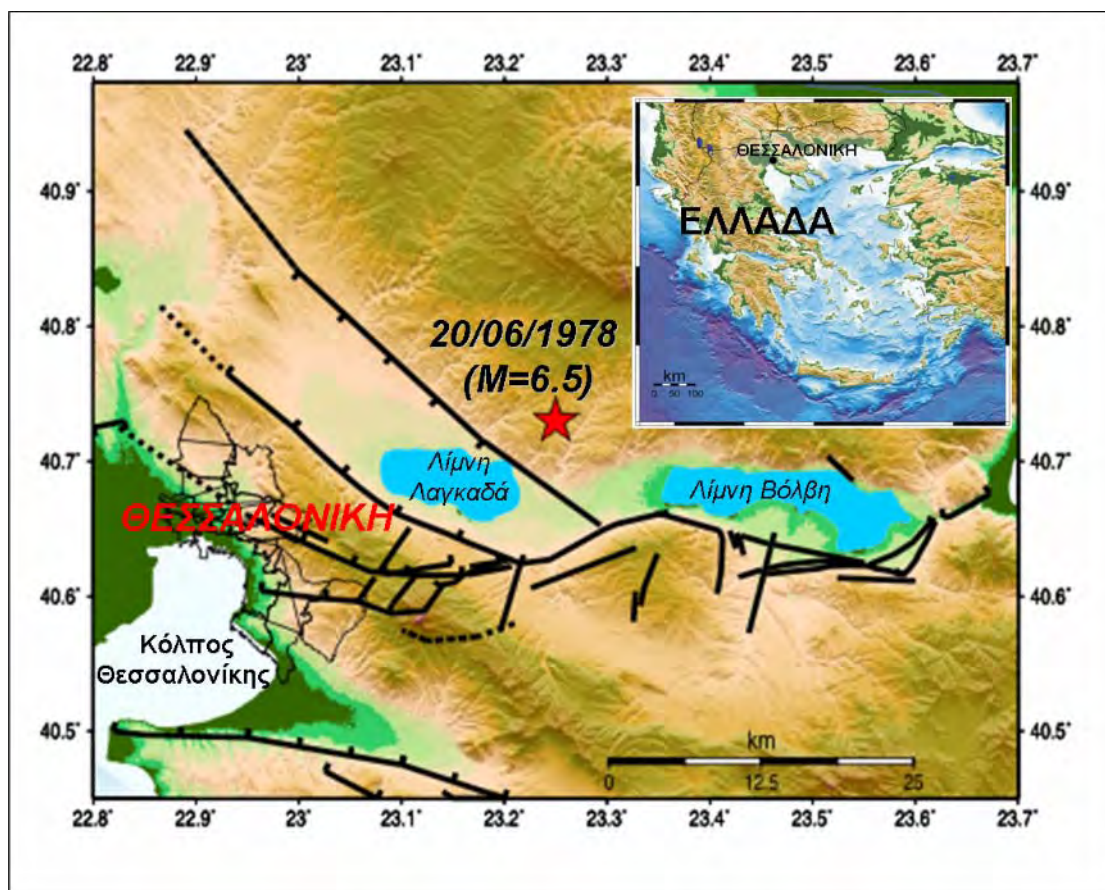 22.8° 22.9° 23° 23.1° 23.2° 23.3° 23.4° 23.5° 23.6° 23.7°
40.9° 40.9°
ΘΕΣΣΑΛΟΝΙΚΗ
ΕΛΛΑΔΑ
40.8° 40.8°
20/06/1978
(M=6.5)
km
0 50 100
40.7° 40.7°
Λίμνη
Λαγκαδά
Λίμνη Βόλβη
ΘΕΣΣΑΛΟΝΙΚΗ
40.6° 40.6°
Κόλπος
Θεσσαλονίκης
40.5° 40.5°
km
0 12.5 25
22.8° 22.9° 23° 23.1° 23.2° 23.3° 23.4° 23.5° 23.6° 23.7°